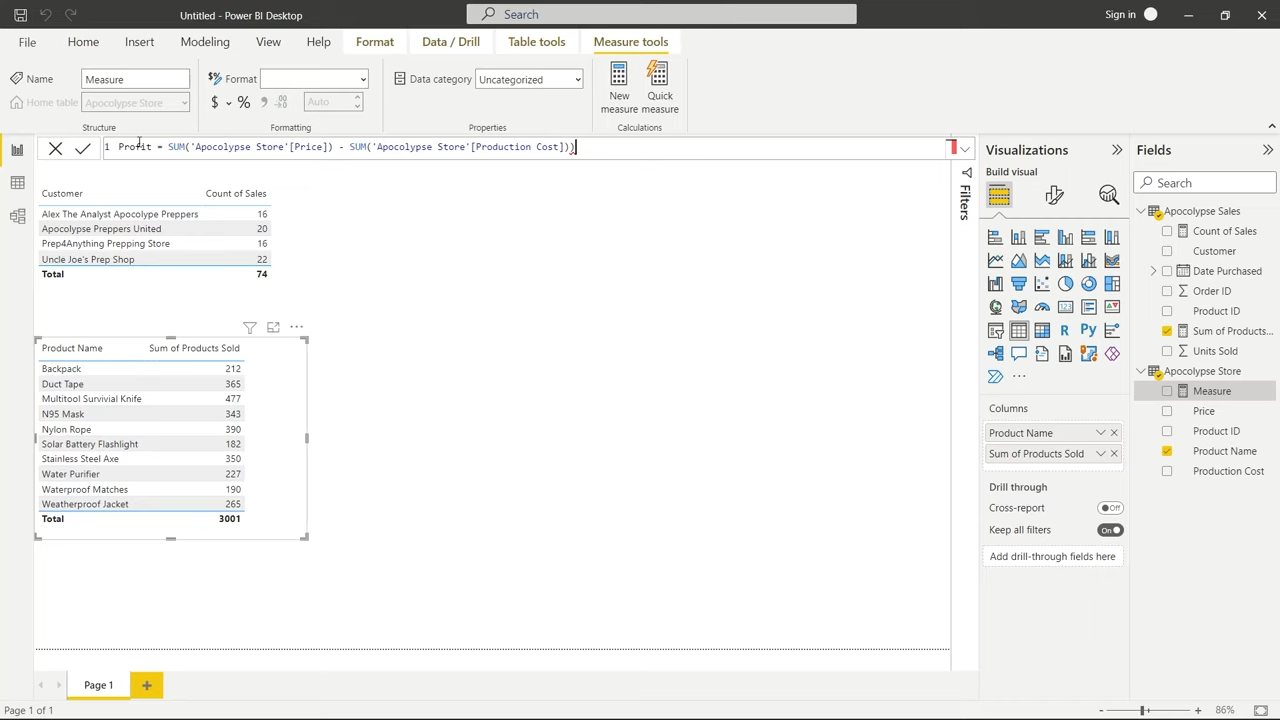 Untitled - Power BI Desktop
Search
Sign in
File
Home
Insert
Modeling
View
Help
Format
Data / Drill
Table tools
Measure tools
Name
Measure
Home table
Apocolypse Store
Structure
Format
$
%
Auto
Formatting
Data category
Uncategorized
Properties
New measure
Quick measure
Calculations
1 Profit = SUM('Apocolypse Store'[Price]) - SUM('Apocolypse Store'[Production Cost]))
Customer Count of Sales
Alex The Analyst Apocolype Preppers 16
Apocolypse Preppers United 20
Prep4Anything Prepping Store 16
Uncle Joe's Prep Shop 22
Total 74
Product Name Sum of Products Sold
Backpack 212
Duct Tape 365
Multitool Survivial Knife 477
N95 Mask 343
Nylon Rope 390
Solar Battery Flashlight 182
Stainless Steel Axe 350
Water Purifier 227
Waterproof Matches 190
Weatherproof Jacket 265
Total 3001
Filters
Visualizations
Build visual
R
Py
Columns
Product Name
Sum of Products Sold
Drill through
Cross-report
Off
Keep all filters
On
Add drill-through fields here
Fields
Search
Apocolypse Sales
Count of Sales
Customer
Date Purchased
Order ID
Product ID
Sum of Products...
Units Sold
Apocolypse Store
Measure
Price
Product ID
Product Name
Production Cost
Page 1
Page 1 of 1
86%